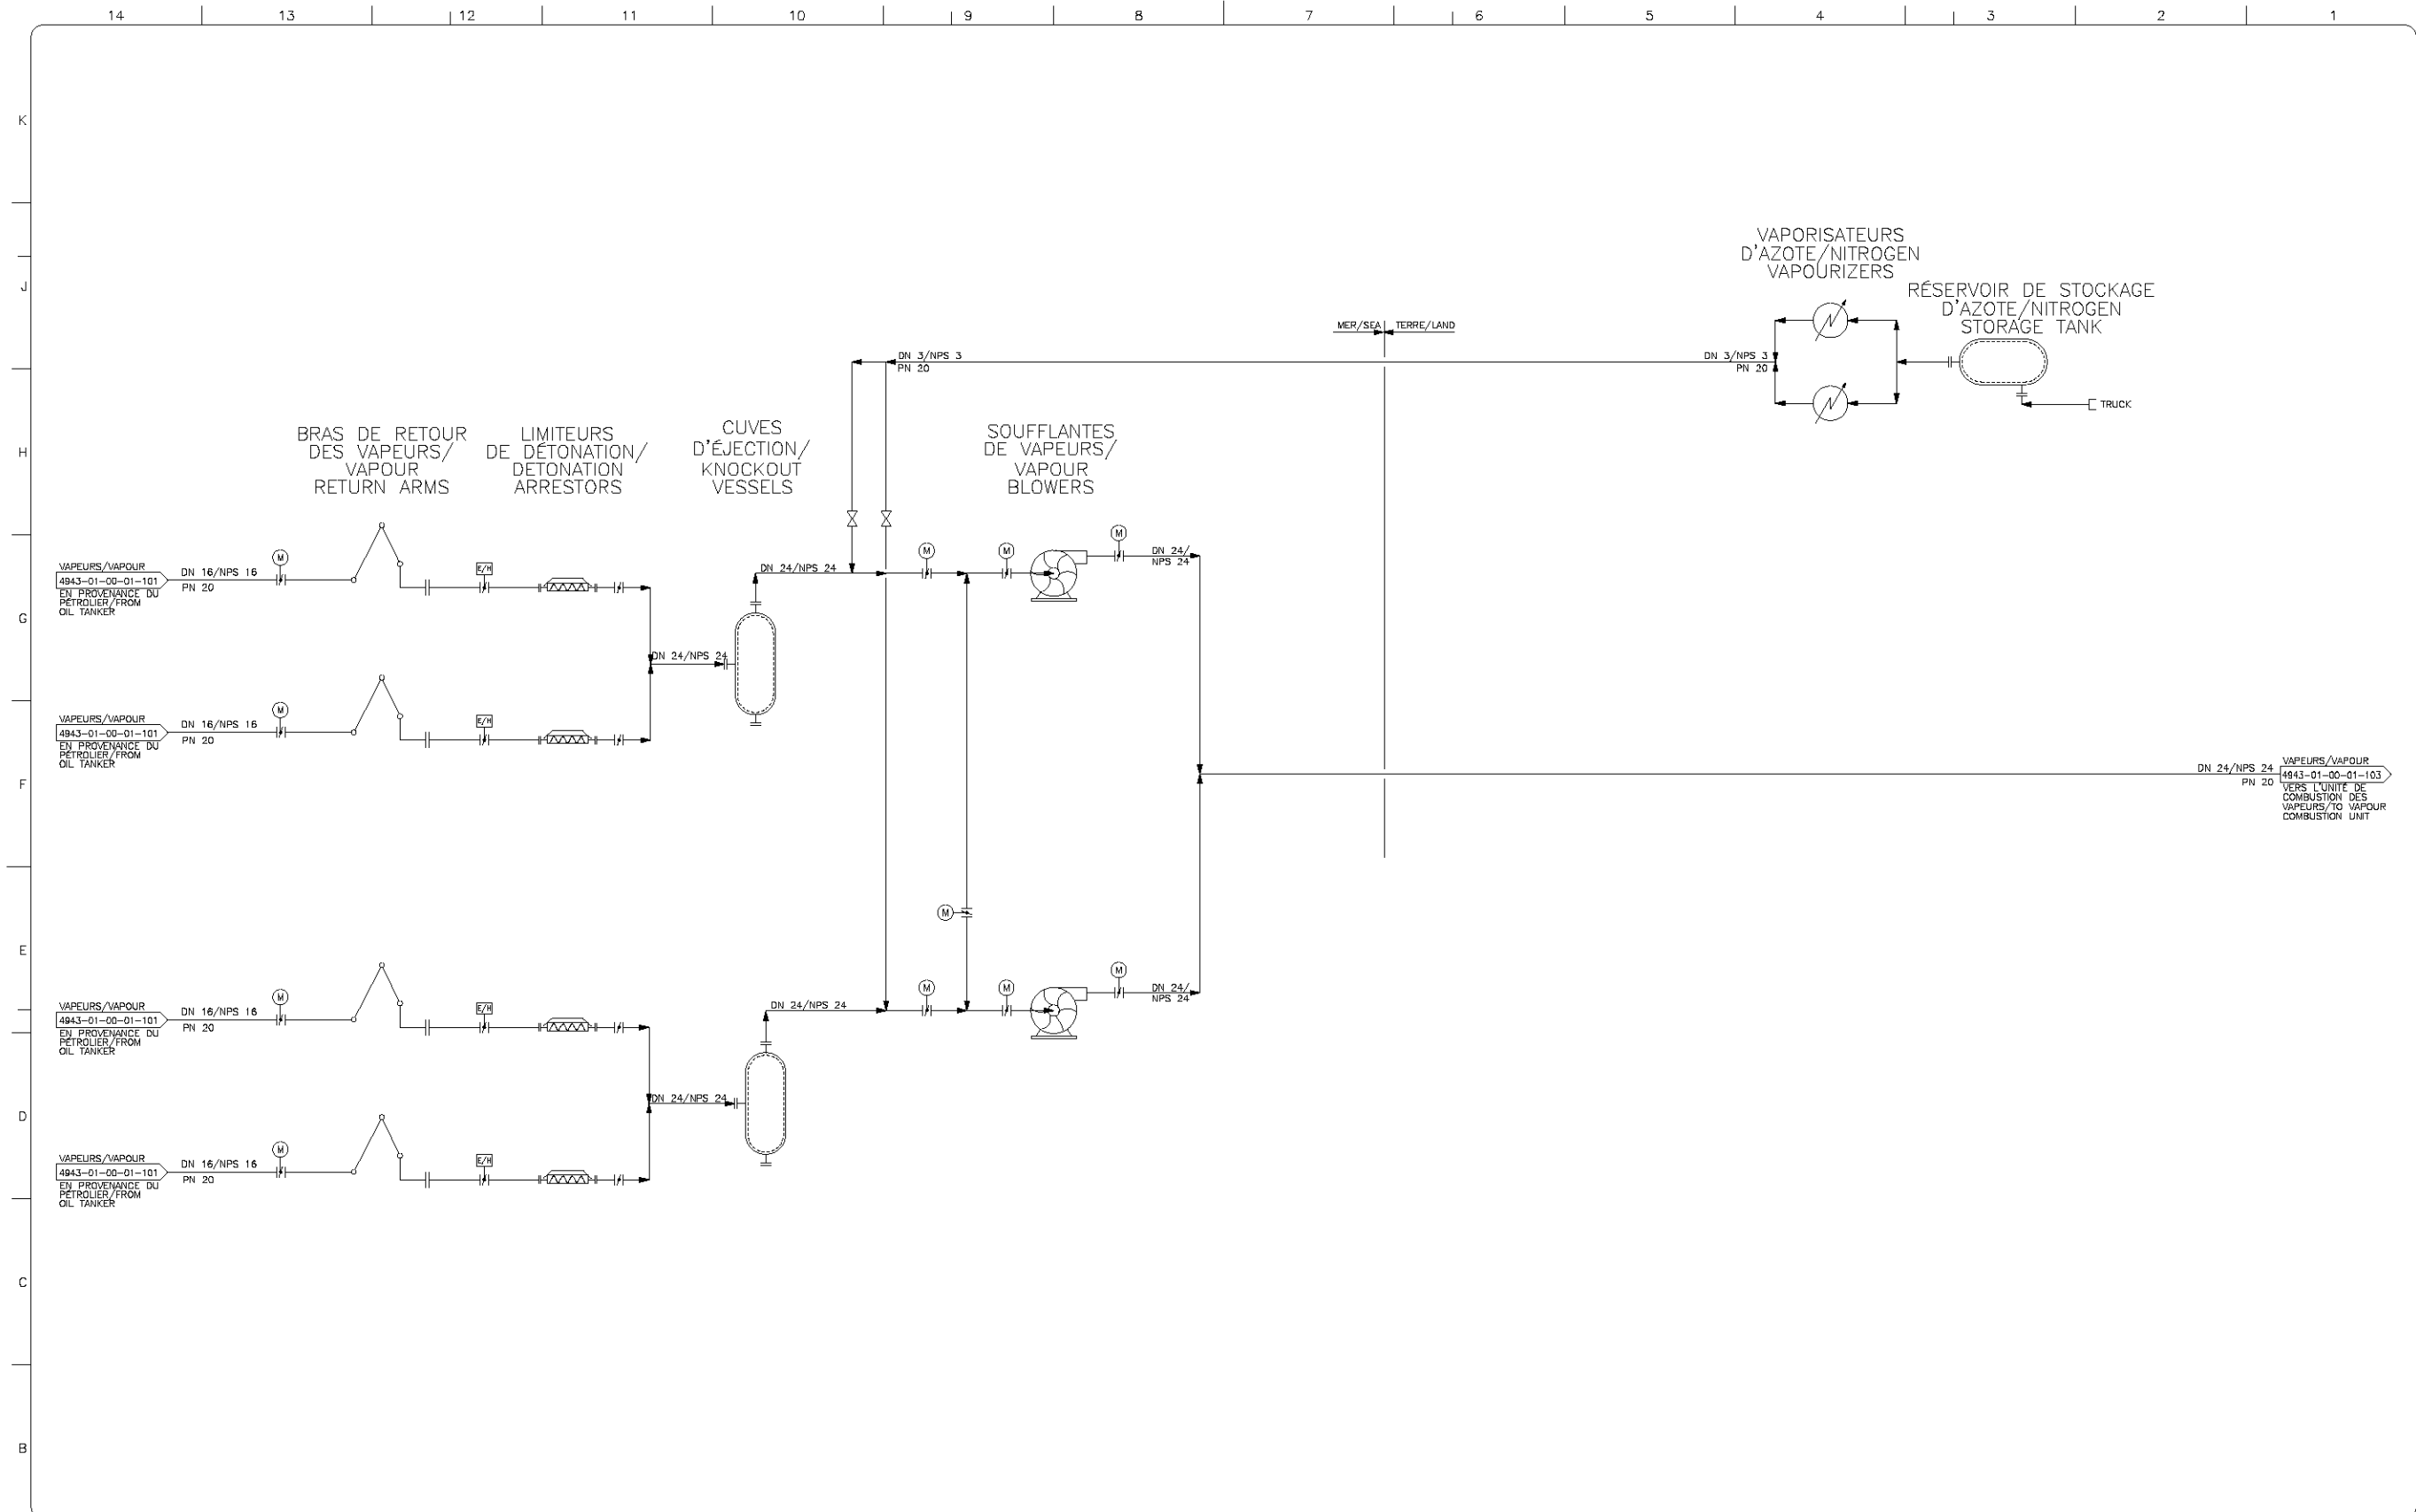 14 13 12 11 10 9 8 7 6 5 4 3 2 1
K
J
H
G
F
E
D
C
B
VAPORISATEURS
D'AZOTE/NITROGEN
VAPOURIZERS
RÉSERVOIR DE STOCKAGE
D'AZOTE/NITROGEN
STORAGE TANK
MER/SEA TERRE/LAND
DN 3/NPS 3
PN 20
DN 3/NPS 3
PN 20
TRUCK
BRAS DE RETOUR
DES VAPEURS/
VAPOUR
RETURN ARMS
LIMITEURS
DE DÉTONATION/
DETONATION
ARRESTORS
CUVES
D'ÉJECTION/
KNOCKOUT
VESSELS
SOUFFLANTES
DE VAPEURS/
VAPOUR
BLOWERS
VAPEURS/VAPOUR
4943-01-00-01-101
EN PROVENANCE DU
PÉTROLIER/FROM
OIL TANKER
DN 16/NPS 16
PN 20
M
E/H
DN 24/NPS 24
M
M
M
DN 24/
NPS 24
DN 24/NPS 24
VAPEURS/VAPOUR
4943-01-00-01-101
EN PROVENANCE DU
PÉTROLIER/FROM
OIL TANKER
DN 16/NPS 16
PN 20
M
E/H
DN 24/NPS 24
PN 20
VAPEURS/VAPOUR
4943-01-00-01-103
VERS L'UNITÉ DE
COMBUSTION DES
VAPEURS/TO VAPOUR
COMBUSTION UNIT
M
VAPEURS/VAPOUR
4943-01-00-01-101
EN PROVENANCE DU
PÉTROLIER/FROM
OIL TANKER
DN 16/NPS 16
PN 20
M
E/H
DN 24/NPS 24
M
M
M
DN 24/
NPS 24
DN 24/NPS 24
VAPEURS/VAPOUR
4943-01-00-01-101
EN PROVENANCE DU
PÉTROLIER/FROM
OIL TANKER
DN 16/NPS 16
PN 20
M
E/H